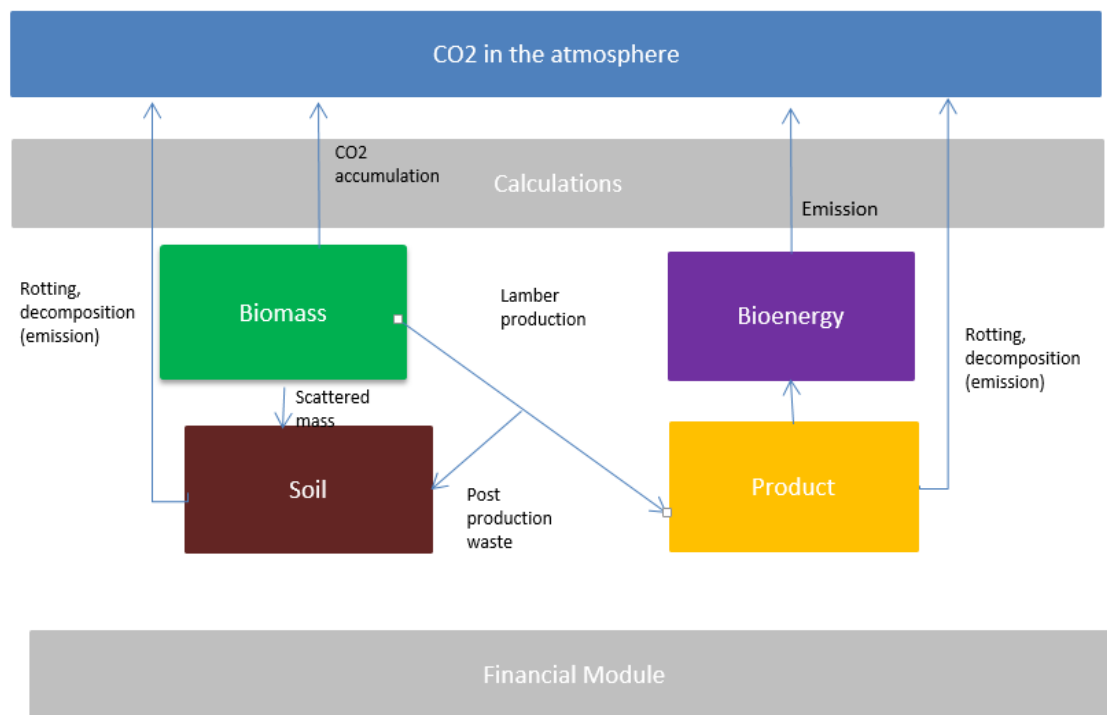 CO2 in the atmosphere
CO2
accumulation
Calculations
Emission
Rotting,
decomposition
(emission)
Biomass
Lamber
production
Bioenergy
Rotting,
decomposition
(emission)
Scattered
mass
Soil
Post
production
waste
Product
Financial Module